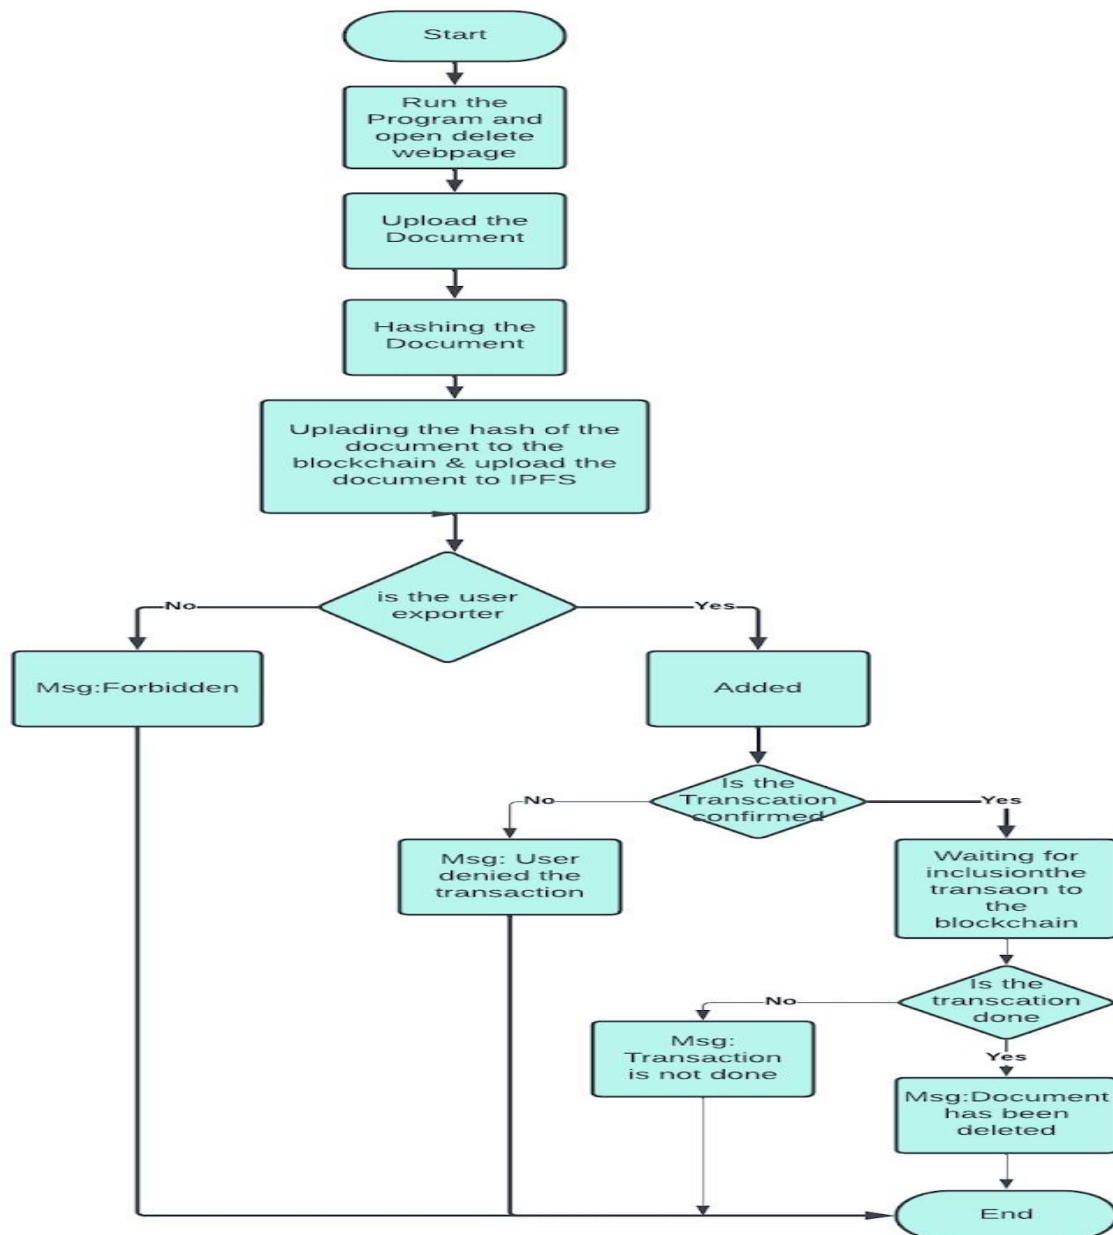 Start
Run the
Program and
open delete
webpage
Upload the
Document
Hashing the
Document
Uplading the hash of the
document to the
blockchain & upload the
document to IPFS
is the user
exporter
No
Yes
Msg:Forbidden
Added
Is the
Transcation
confirmed
No
Yes
Msg: User
denied the
transaction
Waiting for
inclusionthe
transaon to
the
blockchain
Is the
transcation
done
No
Yes
Msg:
Transaction
is not done
Msg:Document
has been
deleted
End